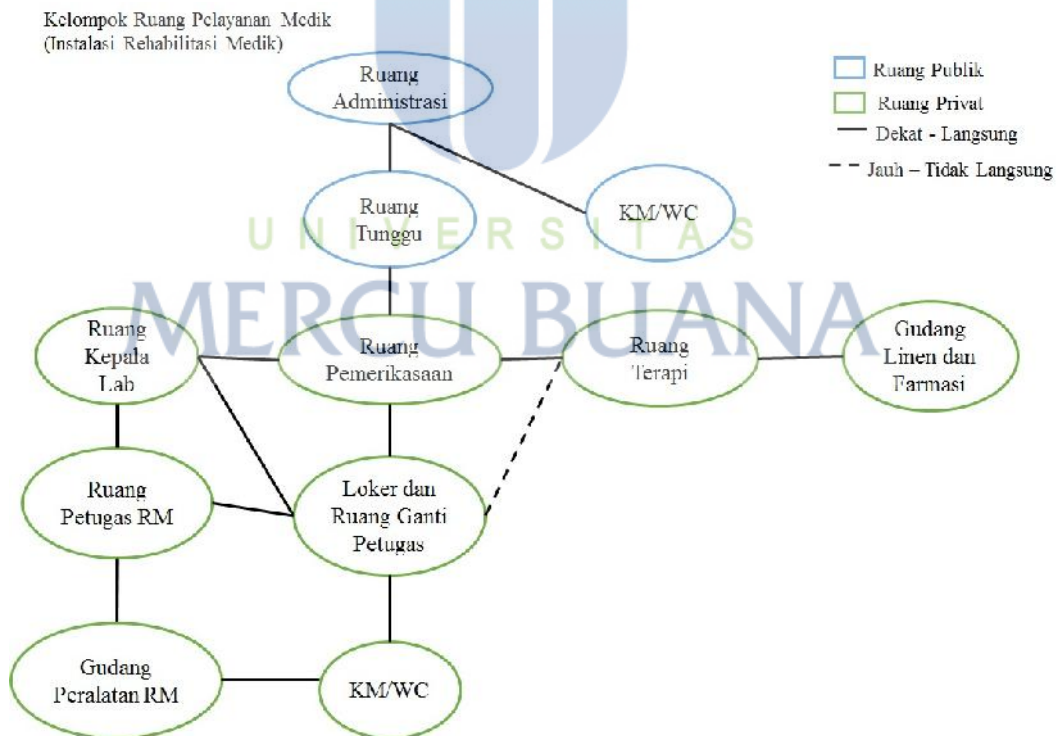 Kelompok Ruang Pelayanan Medik
(Instalasi Rehabilitasi Medik)
Ruang Publik
Ruang Privat
Dekat - Langsung
Jauh – Tidak Langsung
Ruang
Administrasi
Ruang
Tunggu
KM/WC
UNIVERSITAS
MERCU BUANA
Ruang
Kepala
Lab
Ruang
Pemerikasaan
Ruang
Terapi
Gudang
Linen dan
Farmasi
Ruang
Petugas RM
Loker dan
Ruang Ganti
Petugas
Gudang
Peralatan RM
KM/WC